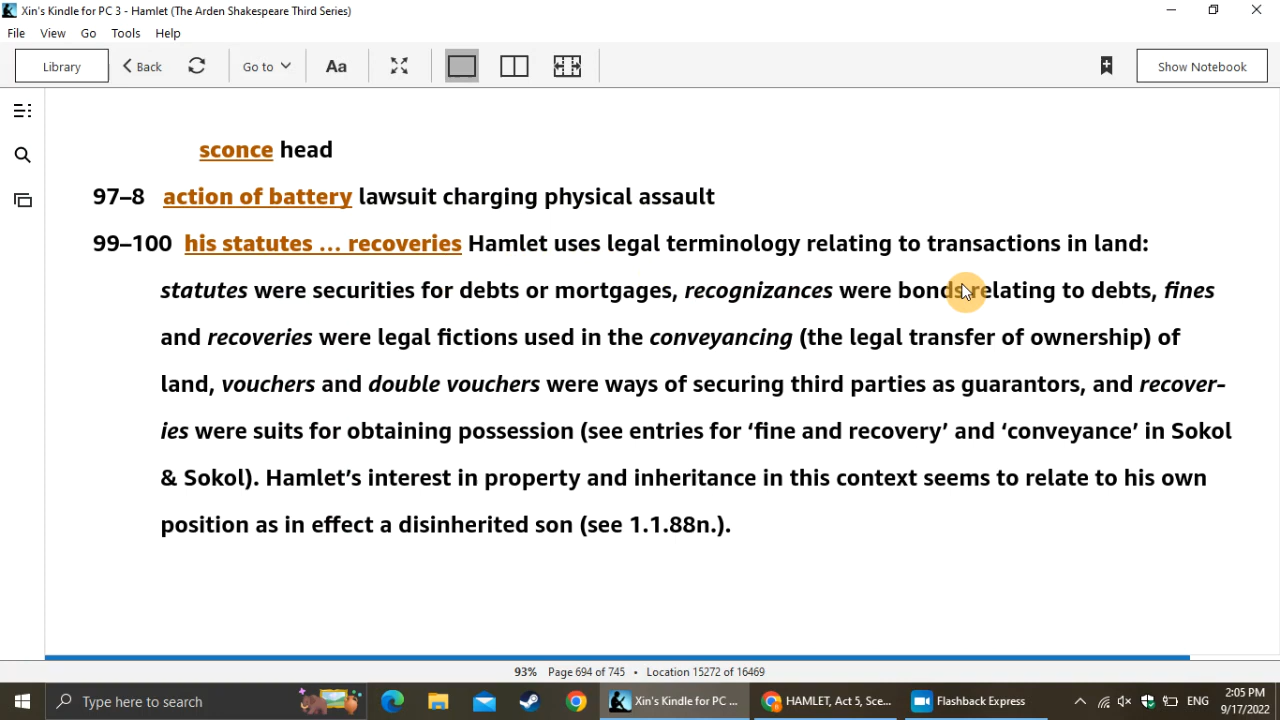 Xin's Kindle for PC 3 - Hamlet (The Arden Shakespeare Third Series)
File View Go Tools Help
Library Back Go to Aa Show Notebook
sconce head
97–8 action of battery lawsuit charging physical assault
99–100 his statutes … recoveries Hamlet uses legal terminology relating to transactions in land:
statutes were securities for debts or mortgages, recognizances were bonds relating to debts, fines
and recoveries were legal fictions used in the conveyancing (the legal transfer of ownership) of
land, vouchers and double vouchers were ways of securing third parties as guarantors, and recover-
ies were suits for obtaining possession (see entries for ‘fine and recovery’ and ‘conveyance’ in Sokol
& Sokol). Hamlet’s interest in property and inheritance in this context seems to relate to his own
position as in effect a disinherited son (see 1.1.88n.).
93% Page 694 of 745 • Location 15272 of 16469
Type here to search Xin's Kindle for PC ... HAMLET, Act 5, Sce... Flashback Express ENG 2:05 PM
9/17/2022